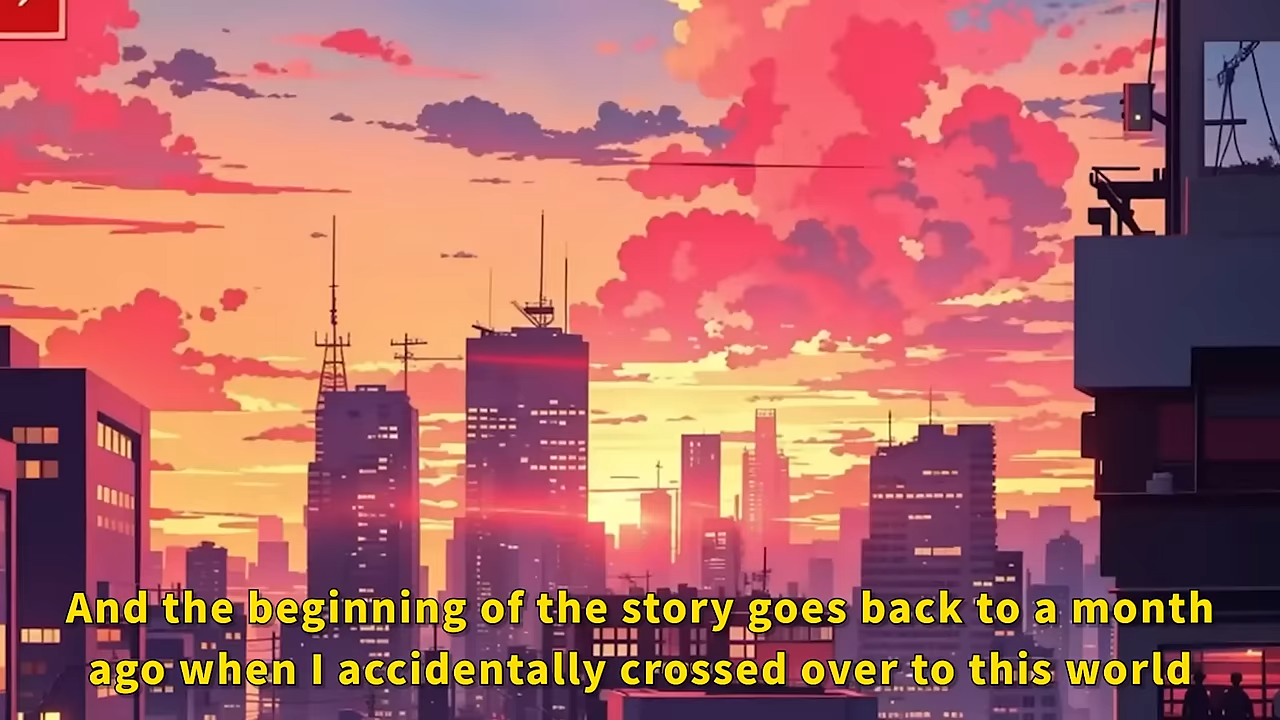 And the beginning of the story goes back to a month
ago when I accidentally crossed over to this world